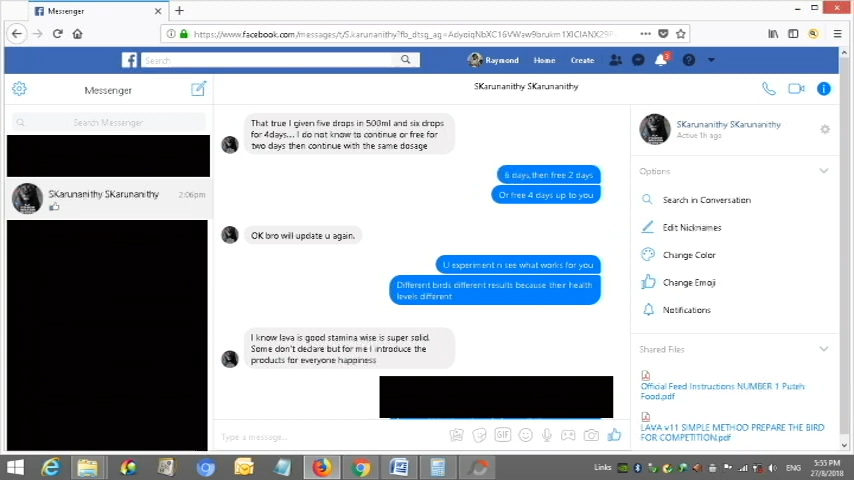 Messenger
www.facebook.com/messages/t/S.Karunanithy?fb_dtsg_ag=
Search
Raymond
Home
Create
3
Messenger
Search Messenger
SKarunanithy SKarunanithy
2:06pm
SKarunanithy SKarunanithy
That true I given five drops in 500ml and six drops
for 4days... I do not know to continue or free for
two days then continue with the same dosage
6 days,then free 2 days
Or free 4 days up to you
OK bro will update u again.
U experiment n see what works for you
Different birds different results because their health
levels different
I know lava is good stamina wise is super solid.
Some don't declare but for me I introduce the
products for everyone happiness
Type a message...
GIF
SKarunanithy SKarunanithy
Active 1h ago
Options
Search in Conversation
Edit Nicknames
Change Color
Change Emoji
Notifications
Shared Files
Official Feed Instructions NUMBER 1 Puteh
Food.pdf
LAVA v11 SIMPLE METHOD PREPARE THE BIRD
FOR COMPETITION.pdf
Links
ENG
5:55 PM
27/8/2018